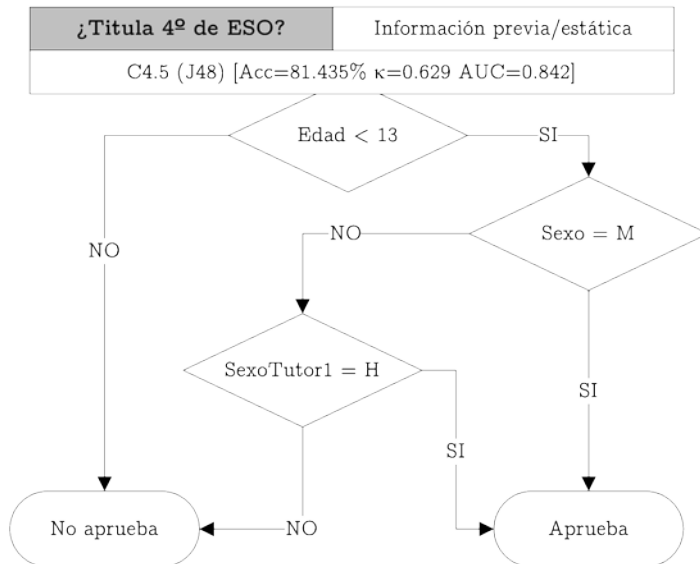 ¿Titula 4º de ESO?
Información previa/estática
C4.5 (J48) [Acc=81.435% κ=0.629 AUC=0.842]
Edad < 13
SI
NO
Sexo = M
NO
SexoTutor1 = H
SI
SI
No aprueba
NO
Aprueba